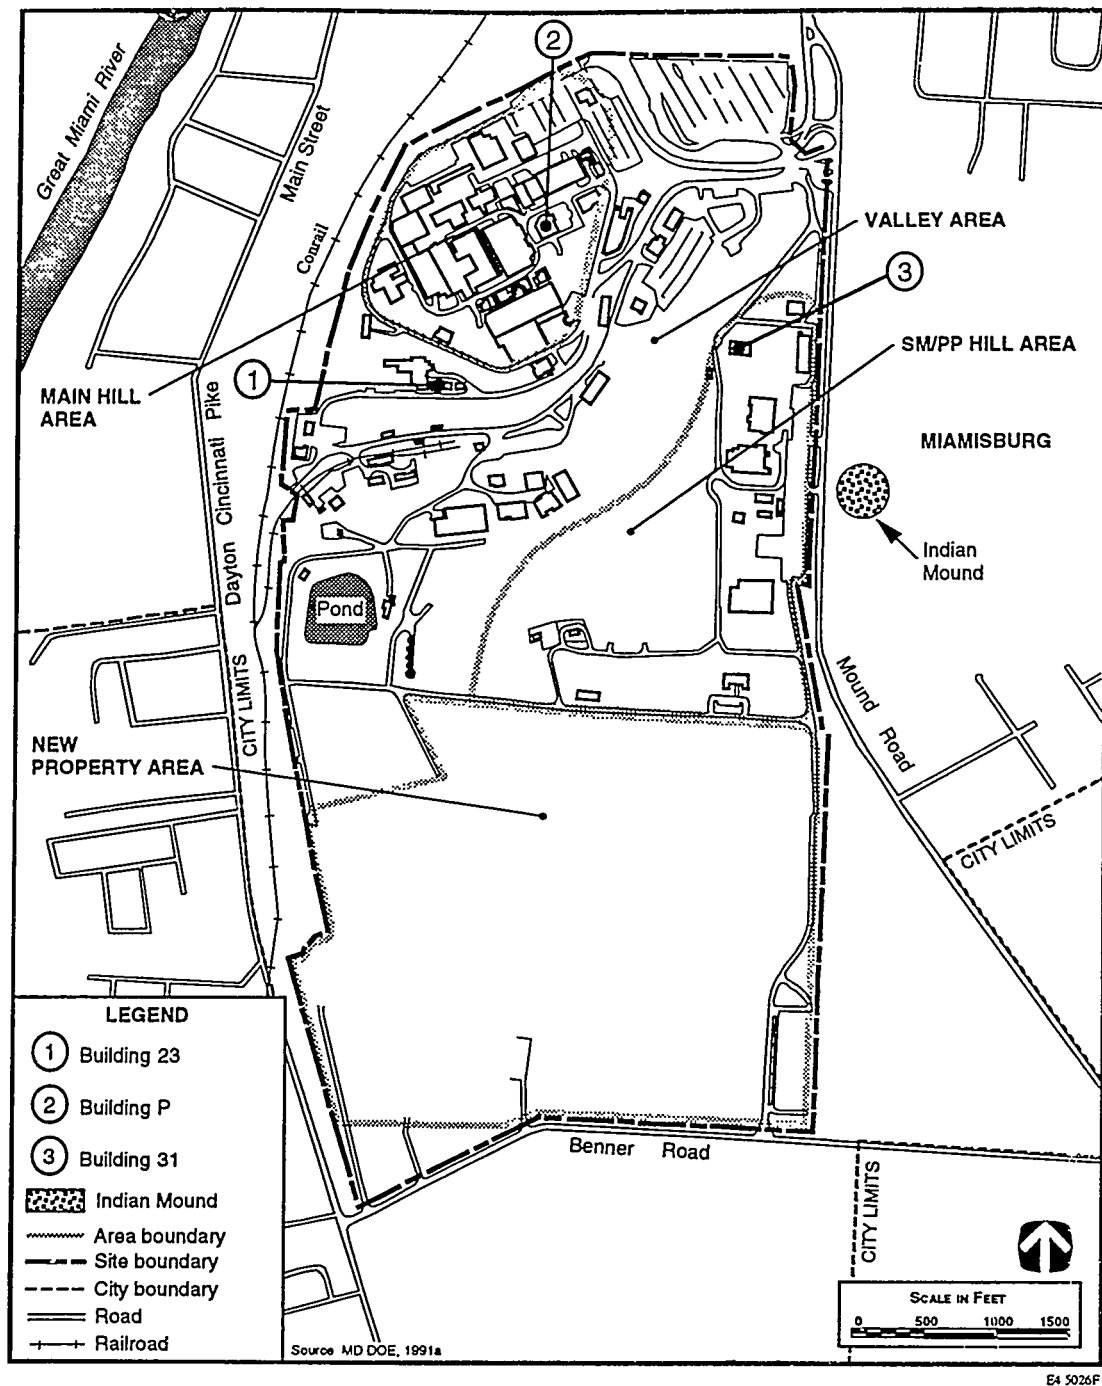 2
Great Miami River
Main Street
Conrail
VALLEY AREA
3
SM/PP HILL AREA
1
MAIN HILL
AREA
MIAMISBURG
Dayton Cincinnati Pike
Indian
Mound
Pond
CITY LIMITS
Mound Road
NEW
PROPERTY AREA
CITY LIMITS
LEGEND
1 Building 23
2 Building P
3 Building 31
Indian Mound
Area boundary
Site boundary
City boundary
Road
Railroad
Benner Road
CITY LIMITS
SCALE IN FEET
0 500 1000 1500
Source MD DOE, 1991a
E4 5026F